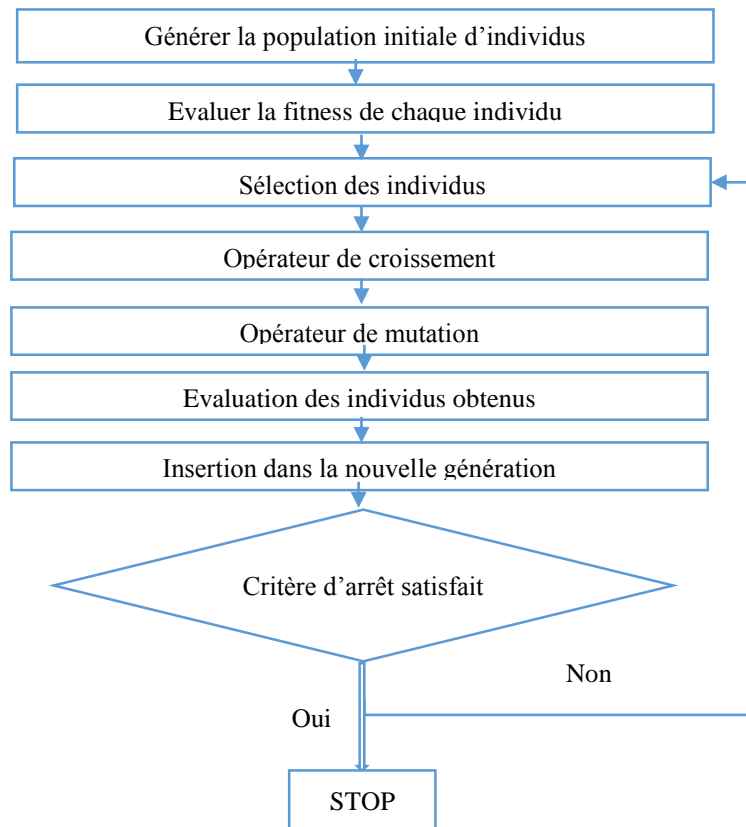 Générer la population initiale d’individus
Evaluer la fitness de chaque individu
Sélection des individus
Opérateur de croissement
Opérateur de mutation
Evaluation des individus obtenus
Insertion dans la nouvelle génération
Critère d’arrêt satisfait
Non
Oui
STOP